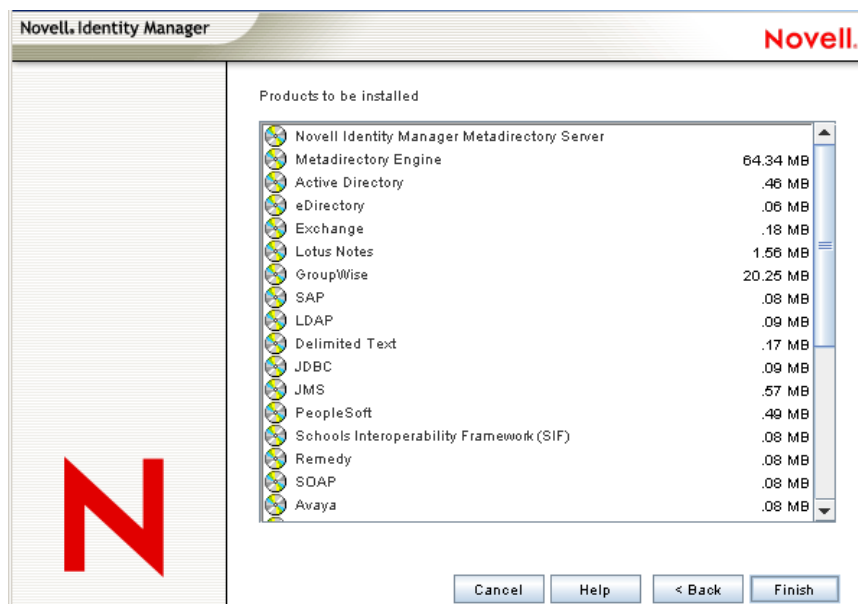 Novell. Identity Manager
Novell.
Products to be installed
Novell Identity Manager Metadirectory Server
Metadirectory Engine 64.34 MB
Active Directory .46 MB
eDirectory .06 MB
Exchange .18 MB
Lotus Notes 1.56 MB
GroupWise 20.25 MB
SAP .08 MB
LDAP .09 MB
Delimited Text .17 MB
JDBC .09 MB
JMS .57 MB
PeopleSoft .49 MB
Schools Interoperability Framework (SIF) .08 MB
Remedy .08 MB
SOAP .08 MB
Avaya .08 MB
N
Cancel Help < Back Finish